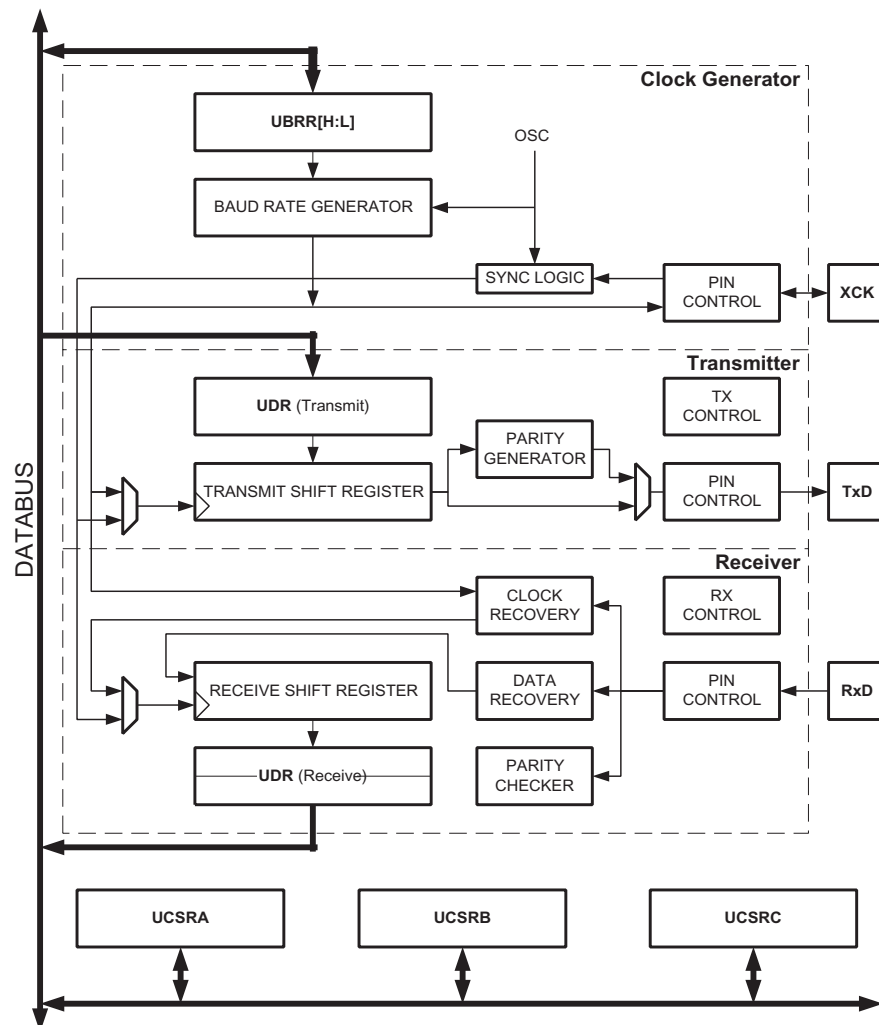 Clock Generator
UBRR[H:L]
OSC
BAUD RATE GENERATOR
SYNC LOGIC
PIN
CONTROL
XCK
Transmitter
UDR (Transmit)
TX
CONTROL
PARITY
GENERATOR
TRANSMIT SHIFT REGISTER
PIN
CONTROL
TxD
DATABUS
Receiver
CLOCK
RECOVERY
RX
CONTROL
RECEIVE SHIFT REGISTER
DATA
RECOVERY
PIN
CONTROL
RxD
UDR (Receive)
PARITY
CHECKER
UCSRA
UCSRB
UCSRC